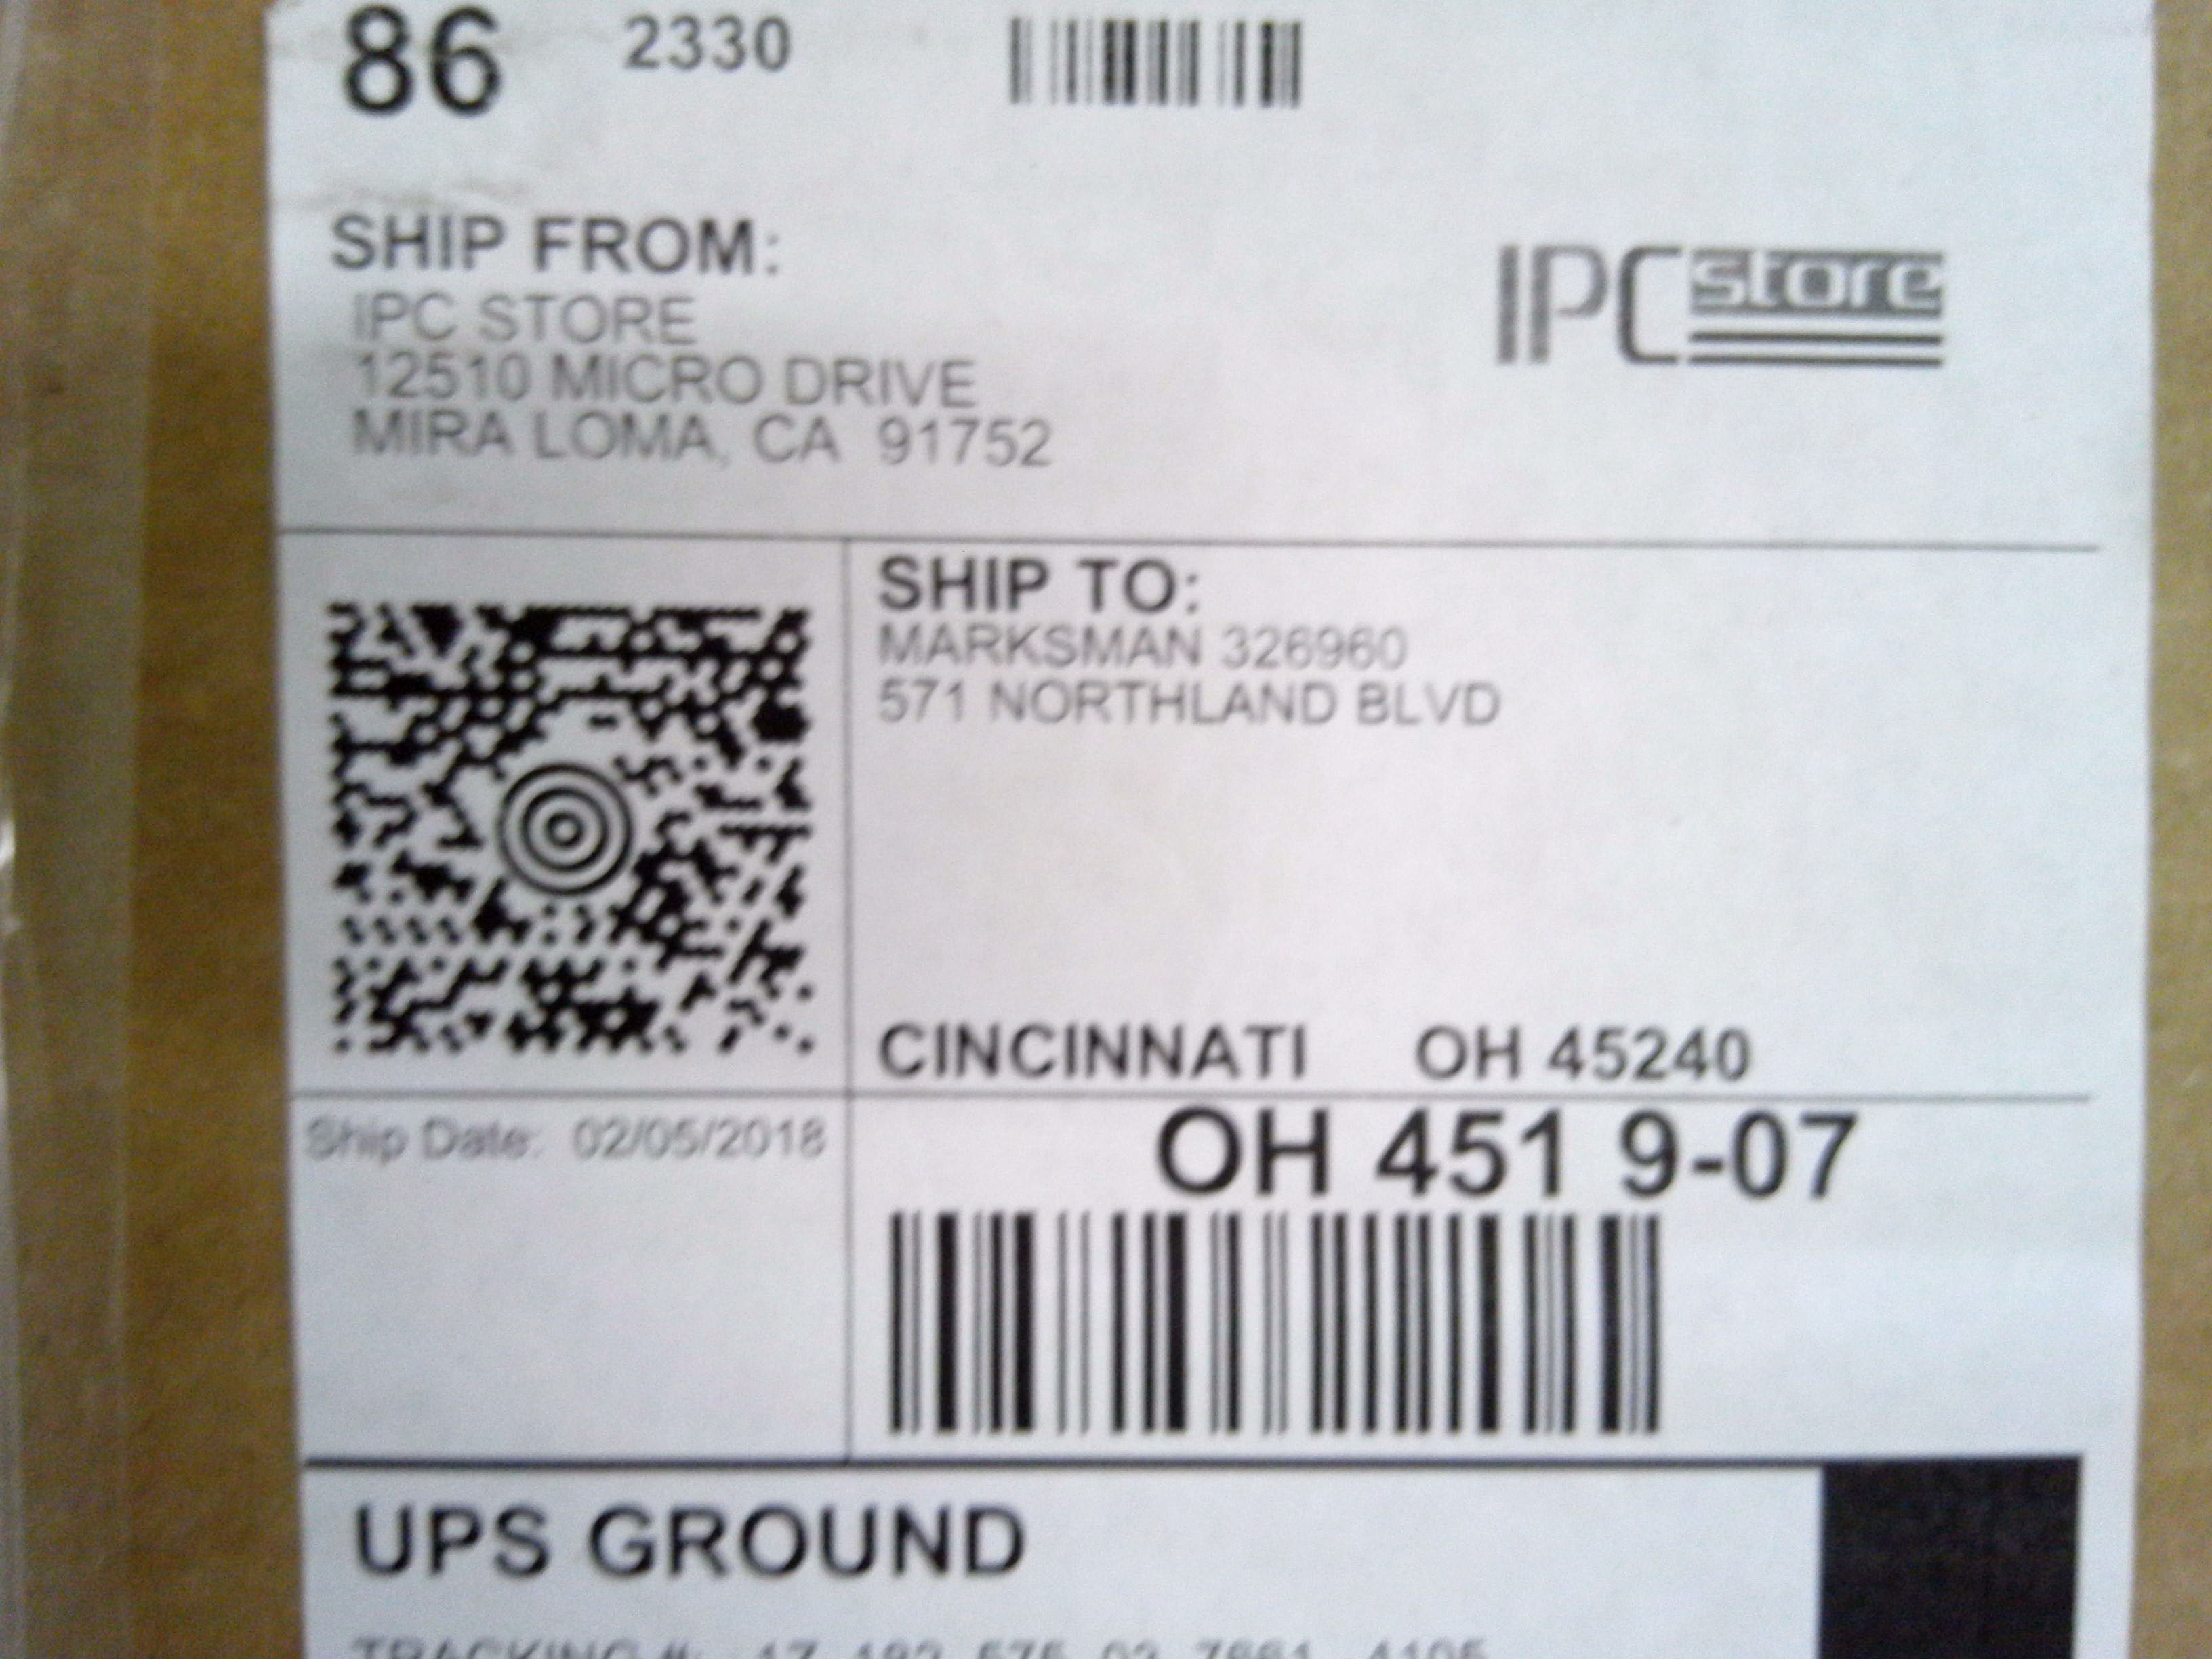 86 2330
SHIP FROM:
IPC STORE
12510 MICRO DRIVE
MIRA LOMA, CA 91752
IPC store
SHIP TO:
MARKSMAN 326960
571 NORTHLAND BLVD
CINCINNATI OH 45240
Ship Date: 02/05/2018
OH 451 9-07
UPS GROUND
TRACKING #: